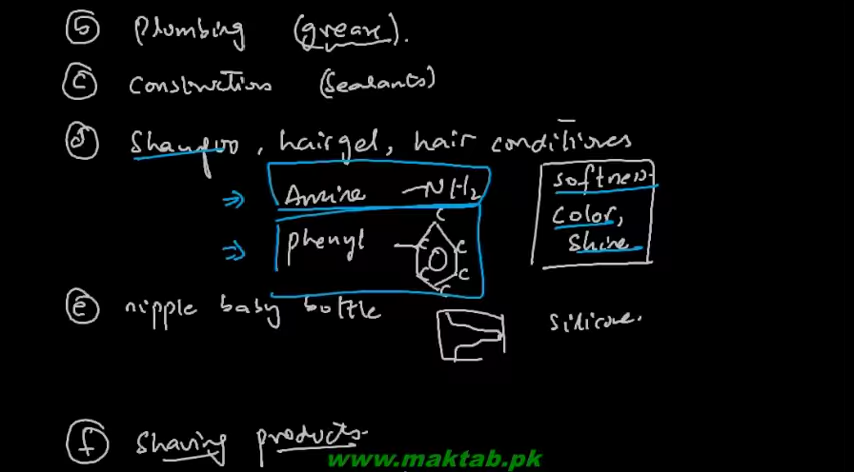 (b) Plumbing (grease).
(c) Construction (Sealants)
(d) Shampoo, hairgel, hair conditiores
⇒ Amine —NH2
softness
color,
shine
⇒ phenyl C C C C C C
(e) nipple baby bottle silicone.
(f) Shaving products
www.maktab.pk